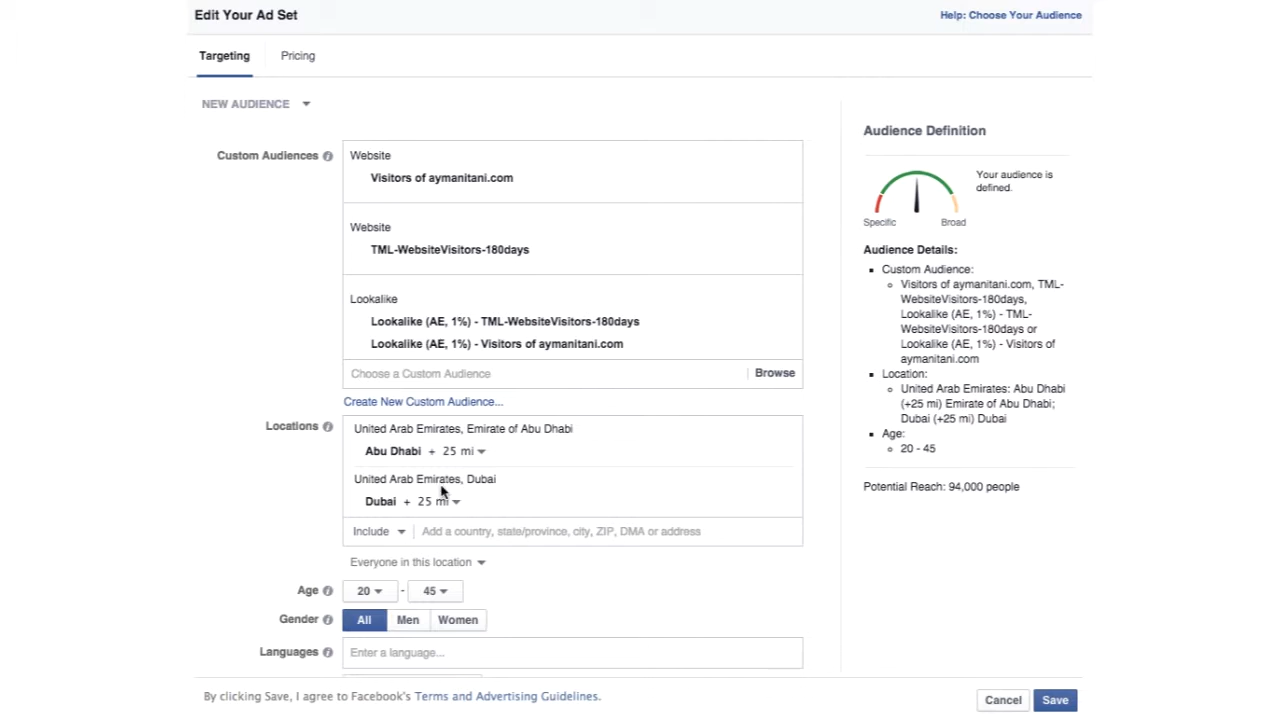 Edit Your Ad Set
Help: Choose Your Audience
Targeting
Pricing
NEW AUDIENCE
Custom Audiences
Website
Visitors of aymanitani.com
Website
TML-WebsiteVisitors-180days
Lookalike
Lookalike (AE, 1%) - TML-WebsiteVisitors-180days
Lookalike (AE, 1%) - Visitors of aymanitani.com
Choose a Custom Audience
Browse
Create New Custom Audience...
Locations
United Arab Emirates, Emirate of Abu Dhabi
Abu Dhabi + 25 mi
United Arab Emirates, Dubai
Dubai + 25 mi
Include
Add a country, state/province, city, ZIP, DMA or address
Everyone in this location
Age
20 - 45
Gender
All Men Women
Languages
Enter a language...
Audience Definition
Your audience is
defined.
Specific
Broad
Audience Details:
Custom Audience:
Visitors of aymanitani.com, TML-
WebsiteVisitors-180days,
Lookalike (AE, 1%) - TML-
WebsiteVisitors-180days or
Lookalike (AE, 1%) - Visitors of
aymanitani.com
Location:
United Arab Emirates: Abu Dhabi
(+25 mi) Emirate of Abu Dhabi;
Dubai (+25 mi) Dubai
Age:
20 - 45
Potential Reach: 94,000 people
By clicking Save, I agree to Facebook's Terms and Advertising Guidelines.
Cancel
Save